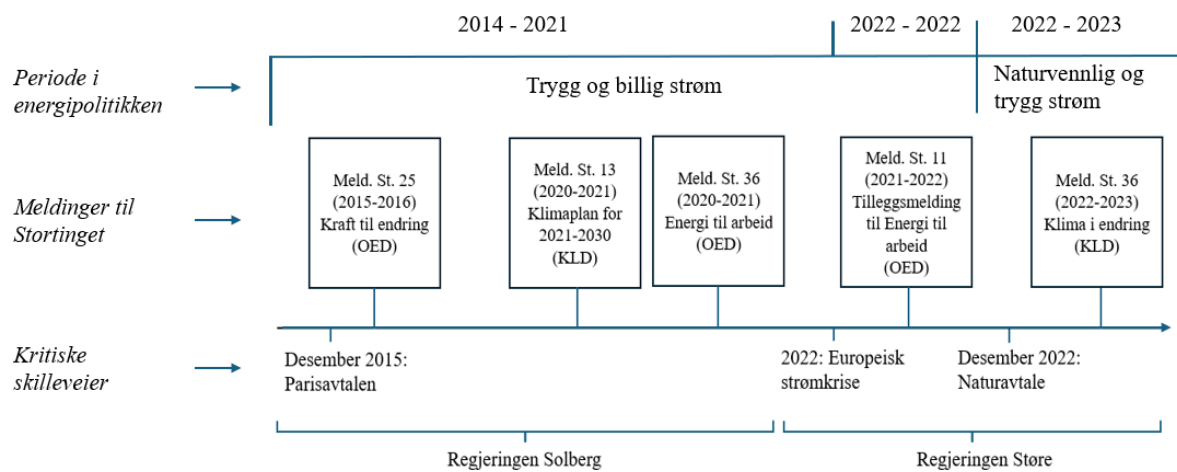 2014 - 2021
2022 - 2022
2022 - 2023
Periode i
energipolitikken
Trygg og billig strøm
Naturvennlig og
trygg strøm
Meldinger til
Stortinget
Meld. St. 25
(2015-2016)
Kraft til endring
(OED)
Meld. St. 13
(2020-2021)
Klimaplan for
2021-2030
(KLD)
Meld. St. 36
(2020-2021)
Energi til arbeid
(OED)
Meld. St. 11
(2021-2022)
Tilleggsmelding
til Energi til
arbeid
(OED)
Meld. St. 36
(2022-2023)
Klima i endring
(KLD)
Kritiske
skilleveier
Desember 2015:
Parisavtalen
2022: Europeisk
strømkrise
Desember 2022:
Naturavtale
Regjeringen Solberg
Regjeringen Støre